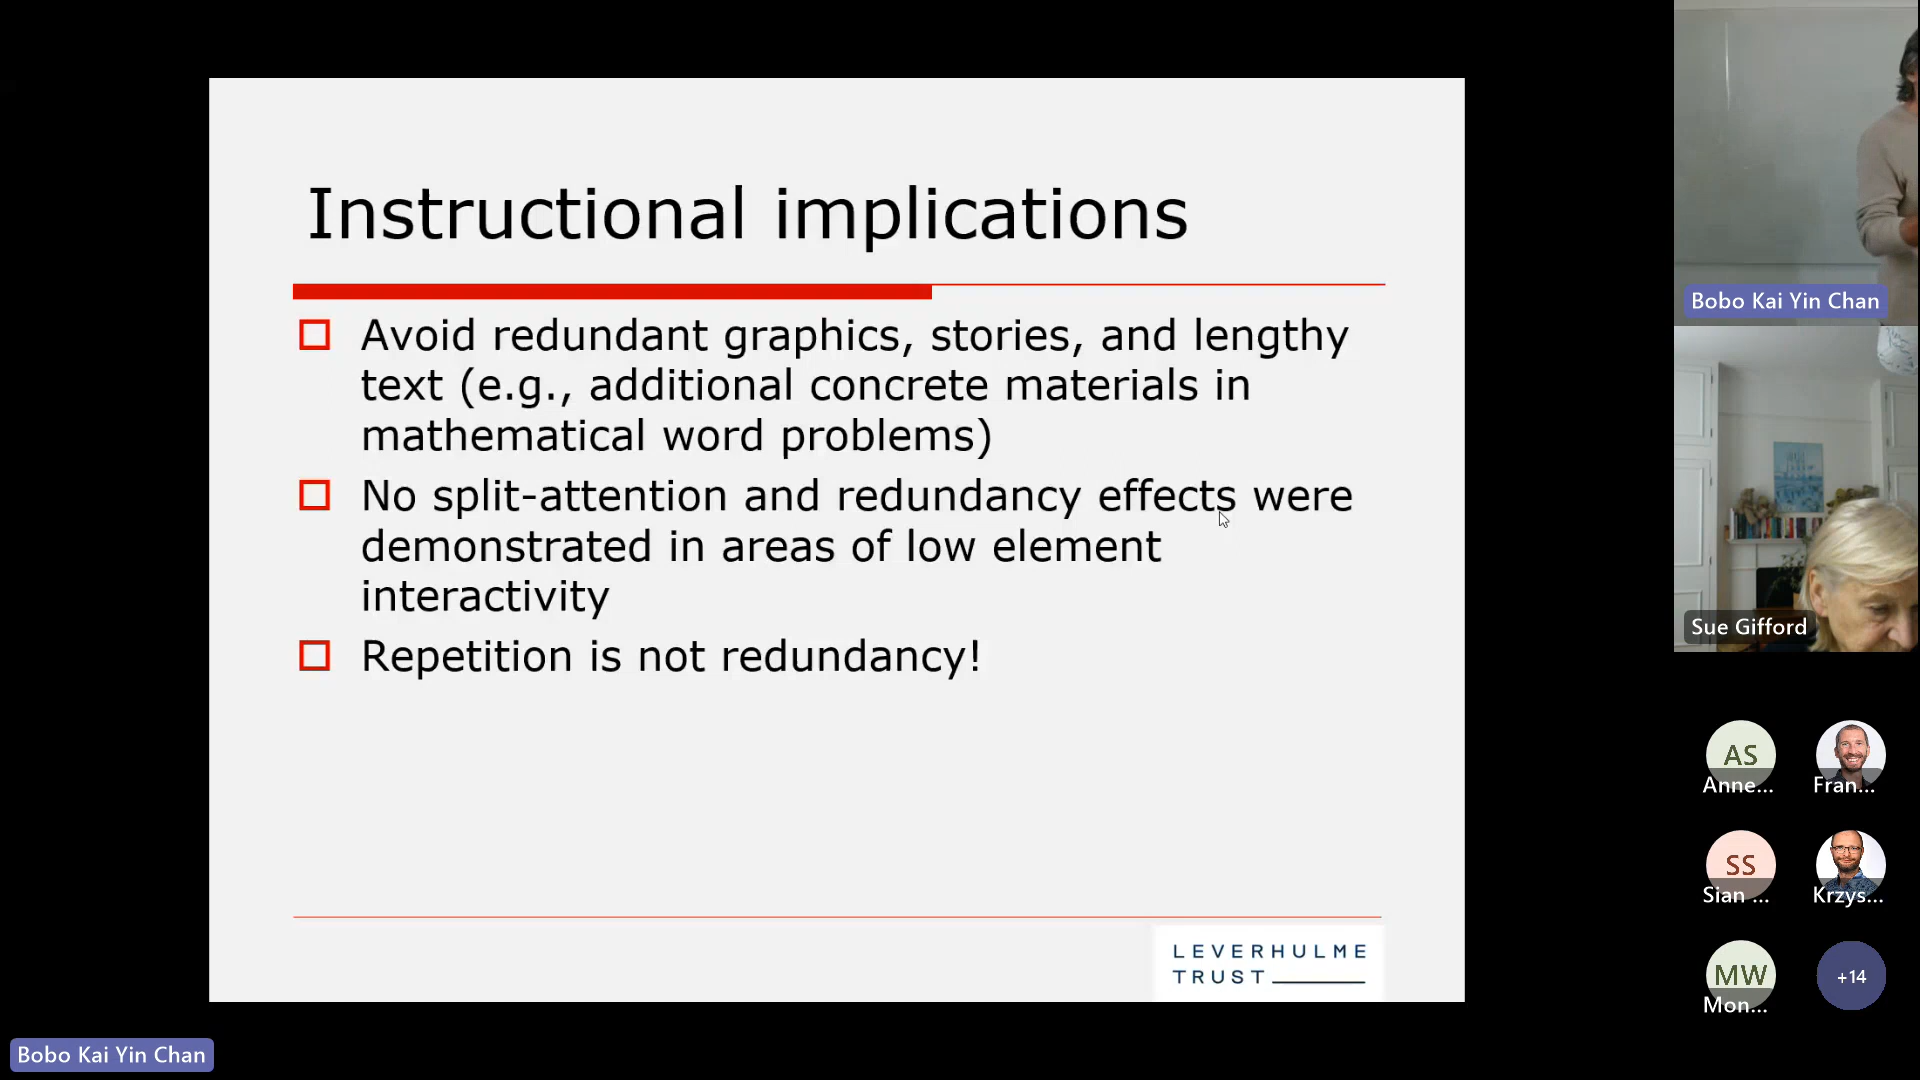 Instructional implications
Avoid redundant graphics, stories, and lengthy
text (e.g., additional concrete materials in
mathematical word problems)
No split-attention and redundancy effects were
demonstrated in areas of low element
interactivity
Repetition is not redundancy!
LEVERHULME
TRUST
Bobo Kai Yin Chan
Sue Gifford
AS
Anne...
Fran...
SS
Sian ...
Krzys...
MW
Mon...
+14
Bobo Kai Yin Chan